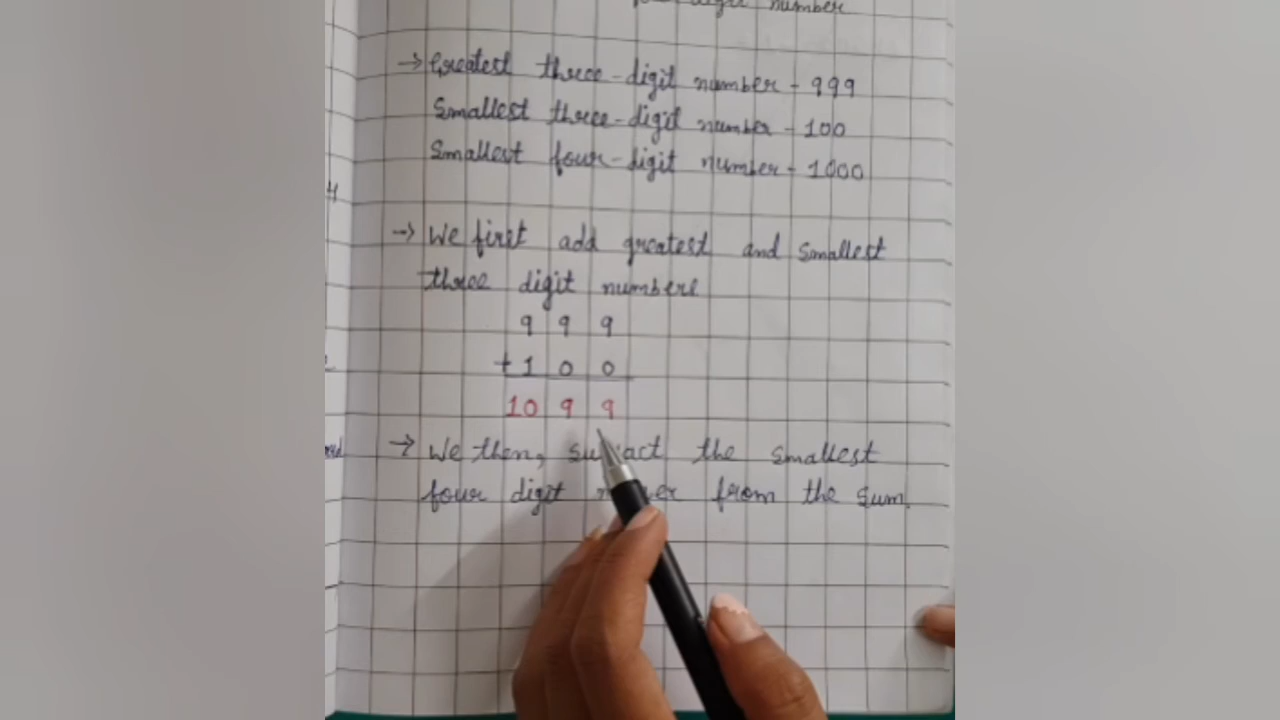 digit number
→ Greatest three-digit number - 999
Smallest three-digit number - 100
Smallest four-digit number - 1000
→ We first add greatest and smallest
three digit numbers
9 9 9
+ 1 0 0
10 9 9
→ We then, the smallest
four digit from the sum.